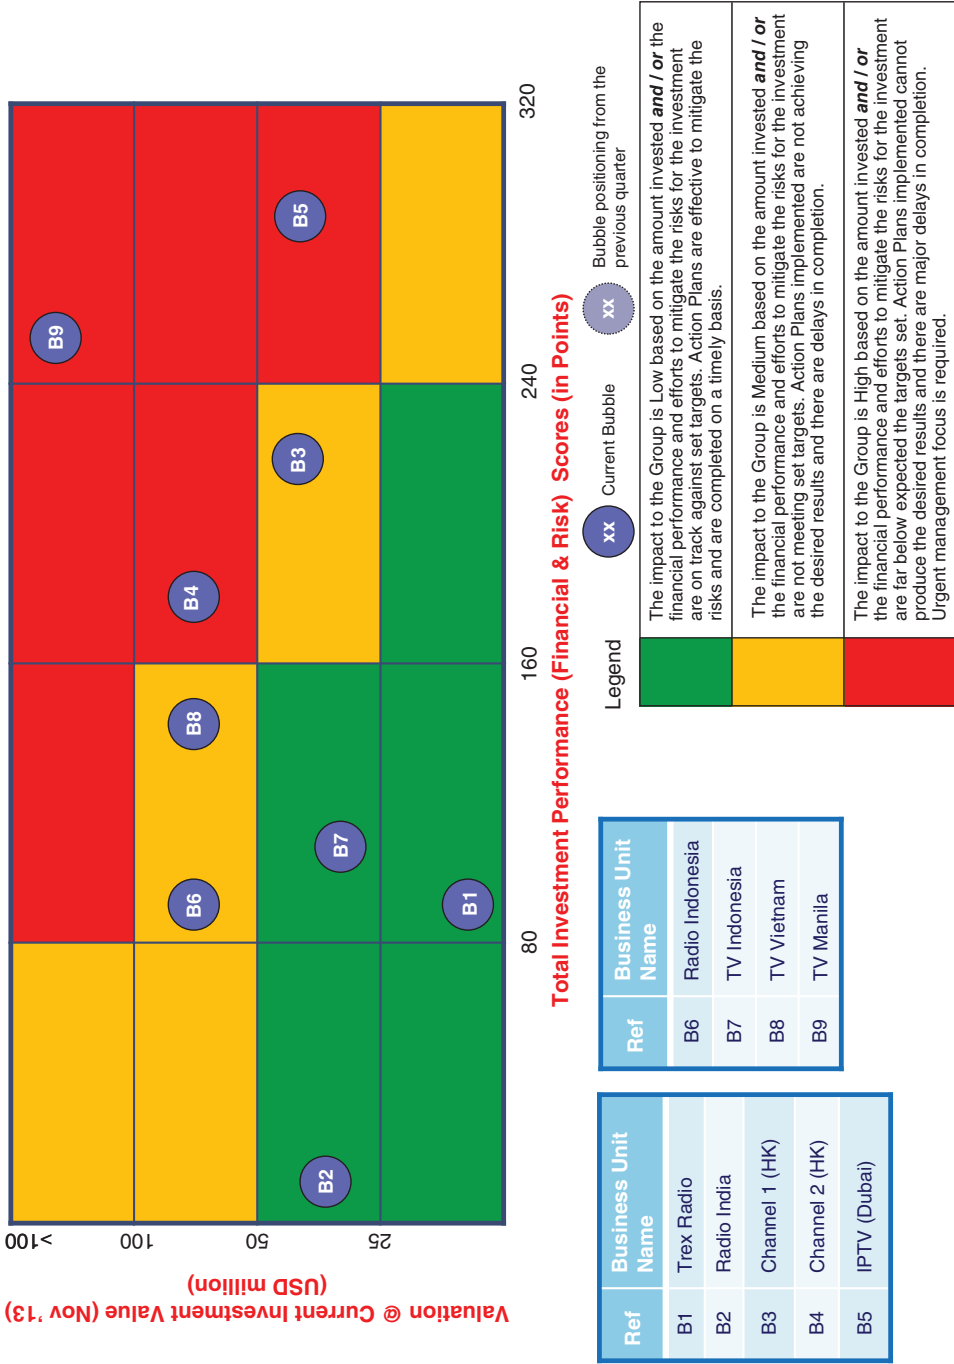 Valuation @ Current Investment Value (Nov '13)
(USD million)
>100
100
50
25
B9
B6
B8
B4
B2
B7
B3
B5
B1
80
160
240
320
Total Investment Performance (Financial & Risk) Scores (in Points)
Ref
Business Unit
Name
B1
Trex Radio
B2
Radio India
B3
Channel 1 (HK)
B4
Channel 2 (HK)
B5
IPTV (Dubai)
Ref
Business Unit
Name
B6
Radio Indonesia
B7
TV Indonesia
B8
TV Vietnam
B9
TV Manila
Legend
xx
Current Bubble
xx
Bubble positioning from the
previous quarter
The impact to the Group is Low based on the amount invested and / or the
financial performance and efforts to mitigate the risks for the investment
are on track against set targets. Action Plans are effective to mitigate the
risks and are completed on a timely basis.
The impact to the Group is Medium based on the amount invested and / or
the financial performance and efforts to mitigate the risks for the investment
are not meeting set targets. Action Plans implemented are not achieving
the desired results and there are delays in completion.
The impact to the Group is High based on the amount invested and / or
the financial performance and efforts to mitigate the risks for the investment
are far below expected the targets set. Action Plans implemented cannot
produce the desired results and there are major delays in completion.
Urgent management focus is required.